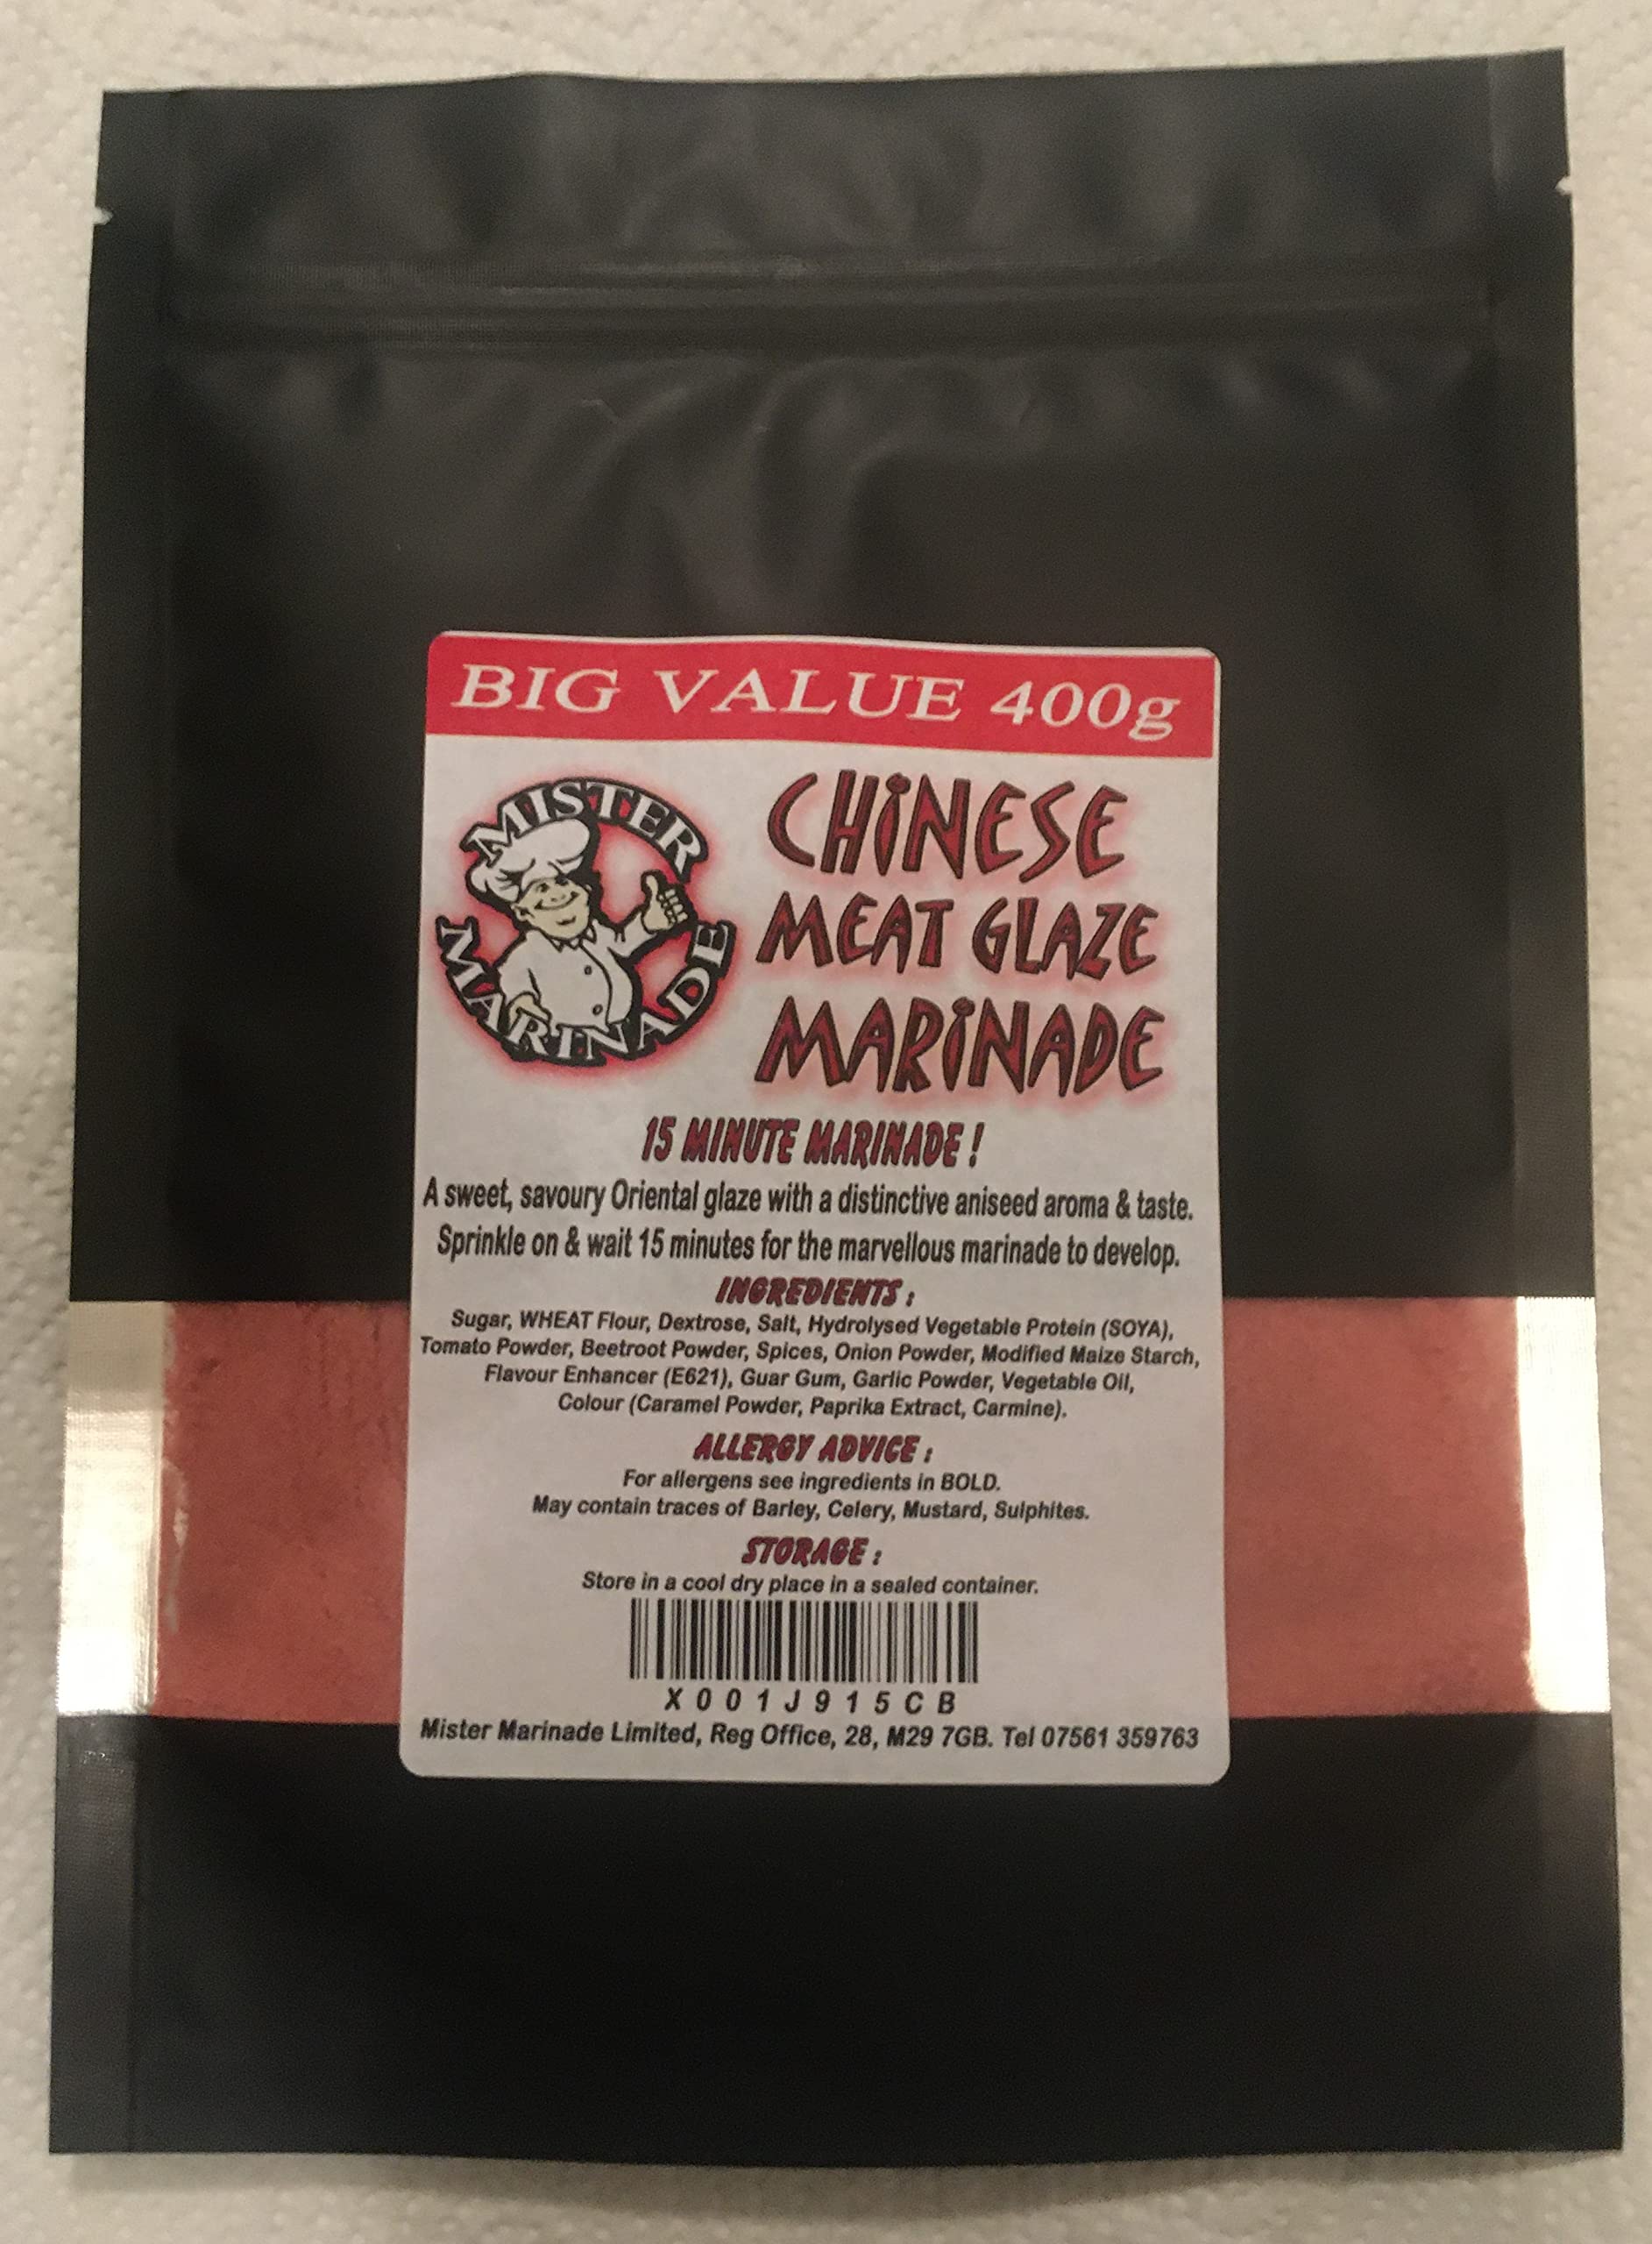 BIG VALUE 400g
MISTER
MARINADE
CHINESE
MEAT GLAZE
MARINADE
15 MINUTE MARINADE !
A sweet, savoury Oriental glaze with a distinctive aniseed aroma & taste.
Sprinkle on & wait 15 minutes for the marvellous marinade to develop.
INGREDIENTS :
Sugar, WHEAT Flour, Dextrose, Salt, Hydrolysed Vegetable Protein (SOYA),
Tomato Powder, Beetroot Powder, Spices, Onion Powder, Modified Maize Starch,
Flavour Enhancer (E621), Guar Gum, Garlic Powder, Vegetable Oil,
Colour (Caramel Powder, Paprika Extract, Carmine).
ALLERGY ADVICE :
For allergens see ingredients in BOLD.
May contain traces of Barley, Celery, Mustard, Sulphites.
STORAGE :
Store in a cool dry place in a sealed container.
X001J915CB
Mister Marinade Limited, Reg Office, 28, M29 7GB. Tel 07561 359763